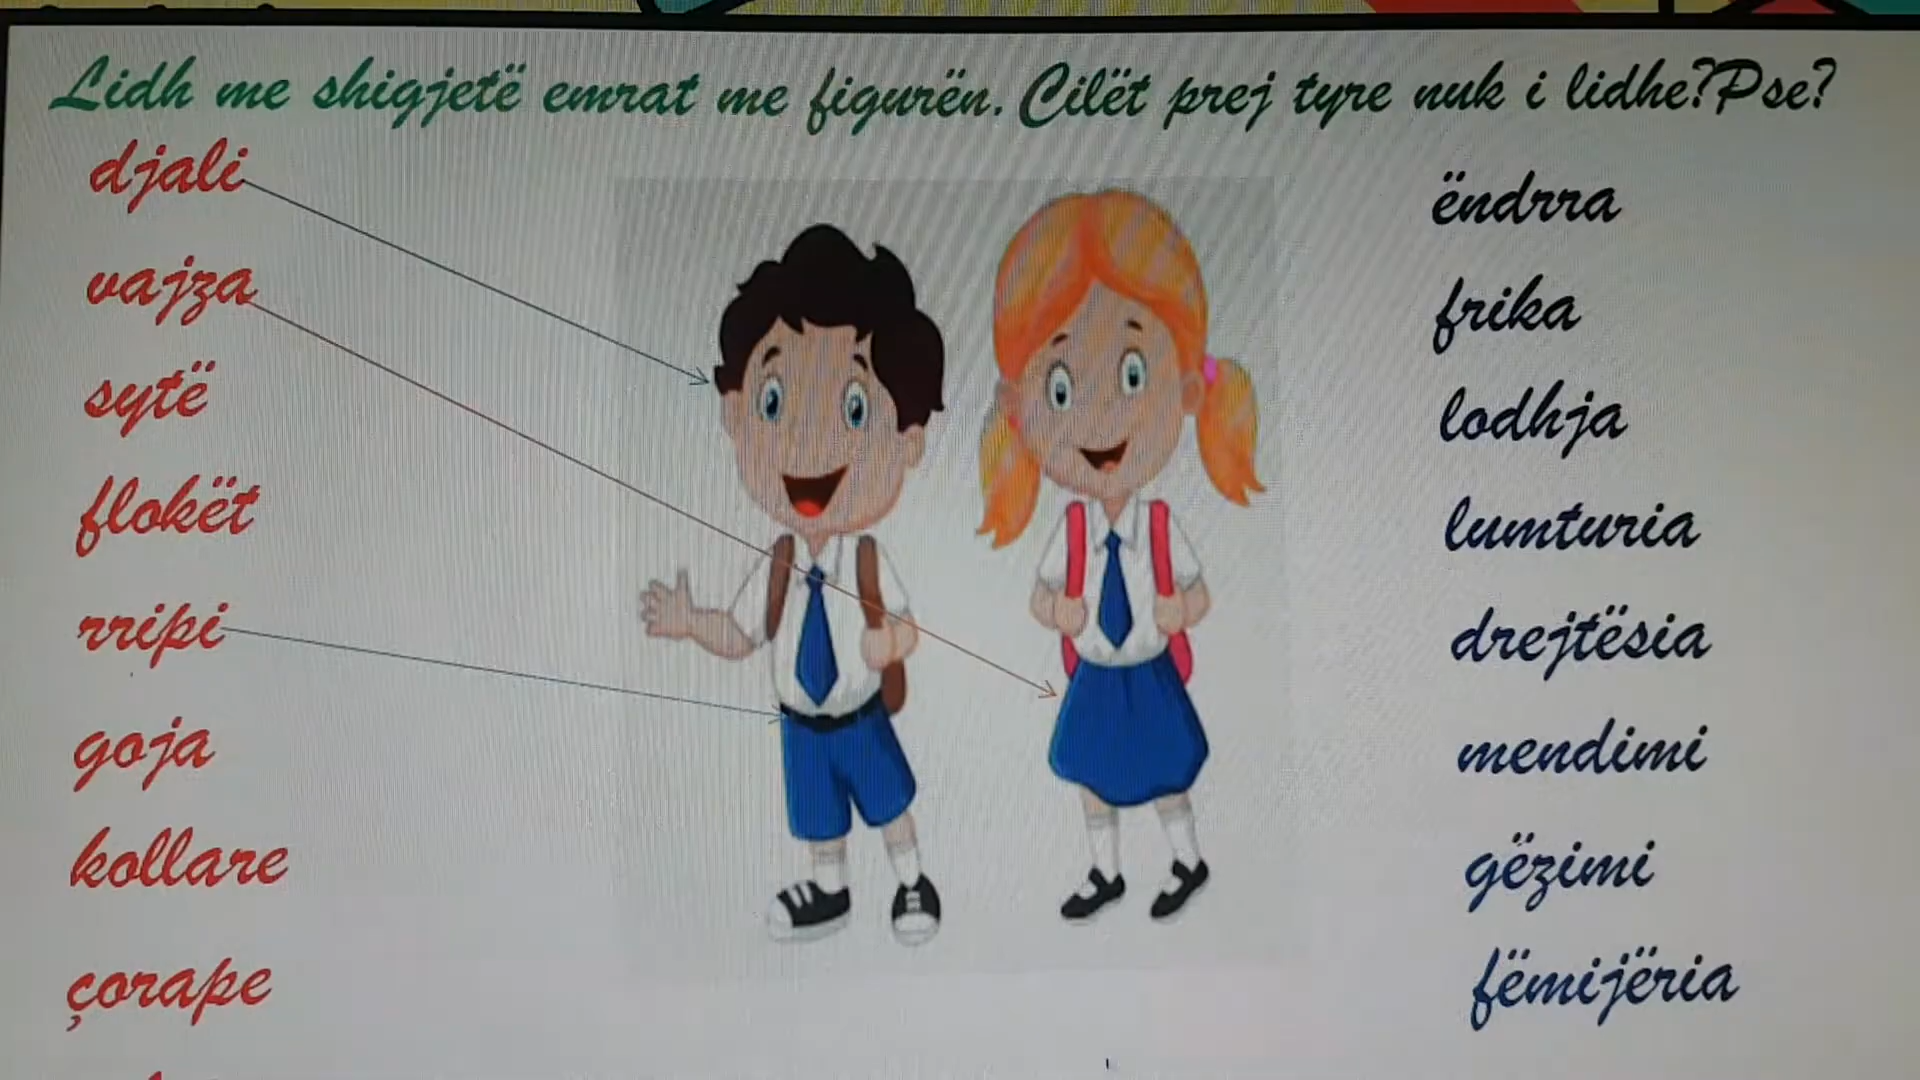 Lidh me shigjetë emrat me figurën. Cilët prej tyre nuk i lidhe?Pse?
djali
vajza
sytë
flokët
rripi
goja
kollare
çorape
ëndrra
frika
lodhja
lumturia
drejtësia
mendimi
gëzimi
fëmijëria